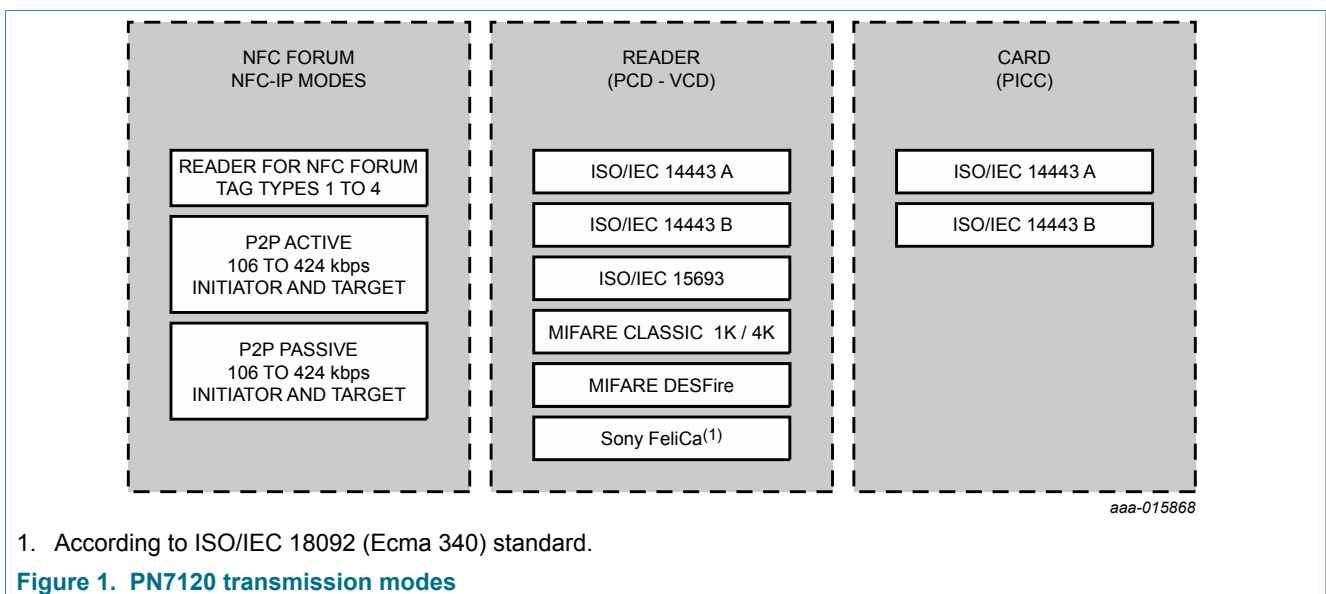 NFC FORUM
NFC-IP MODES
READER FOR NFC FORUM
TAG TYPES 1 TO 4
P2P ACTIVE
106 TO 424 kbps
INITIATOR AND TARGET
P2P PASSIVE
106 TO 424 kbps
INITIATOR AND TARGET
READER
(PCD - VCD)
ISO/IEC 14443 A
ISO/IEC 14443 B
ISO/IEC 15693
MIFARE CLASSIC 1K / 4K
MIFARE DESFire
Sony FeliCa(1)
CARD
(PICC)
ISO/IEC 14443 A
ISO/IEC 14443 B
aaa-015868
1. According to ISO/IEC 18092 (Ecma 340) standard.
Figure 1. PN7120 transmission modes